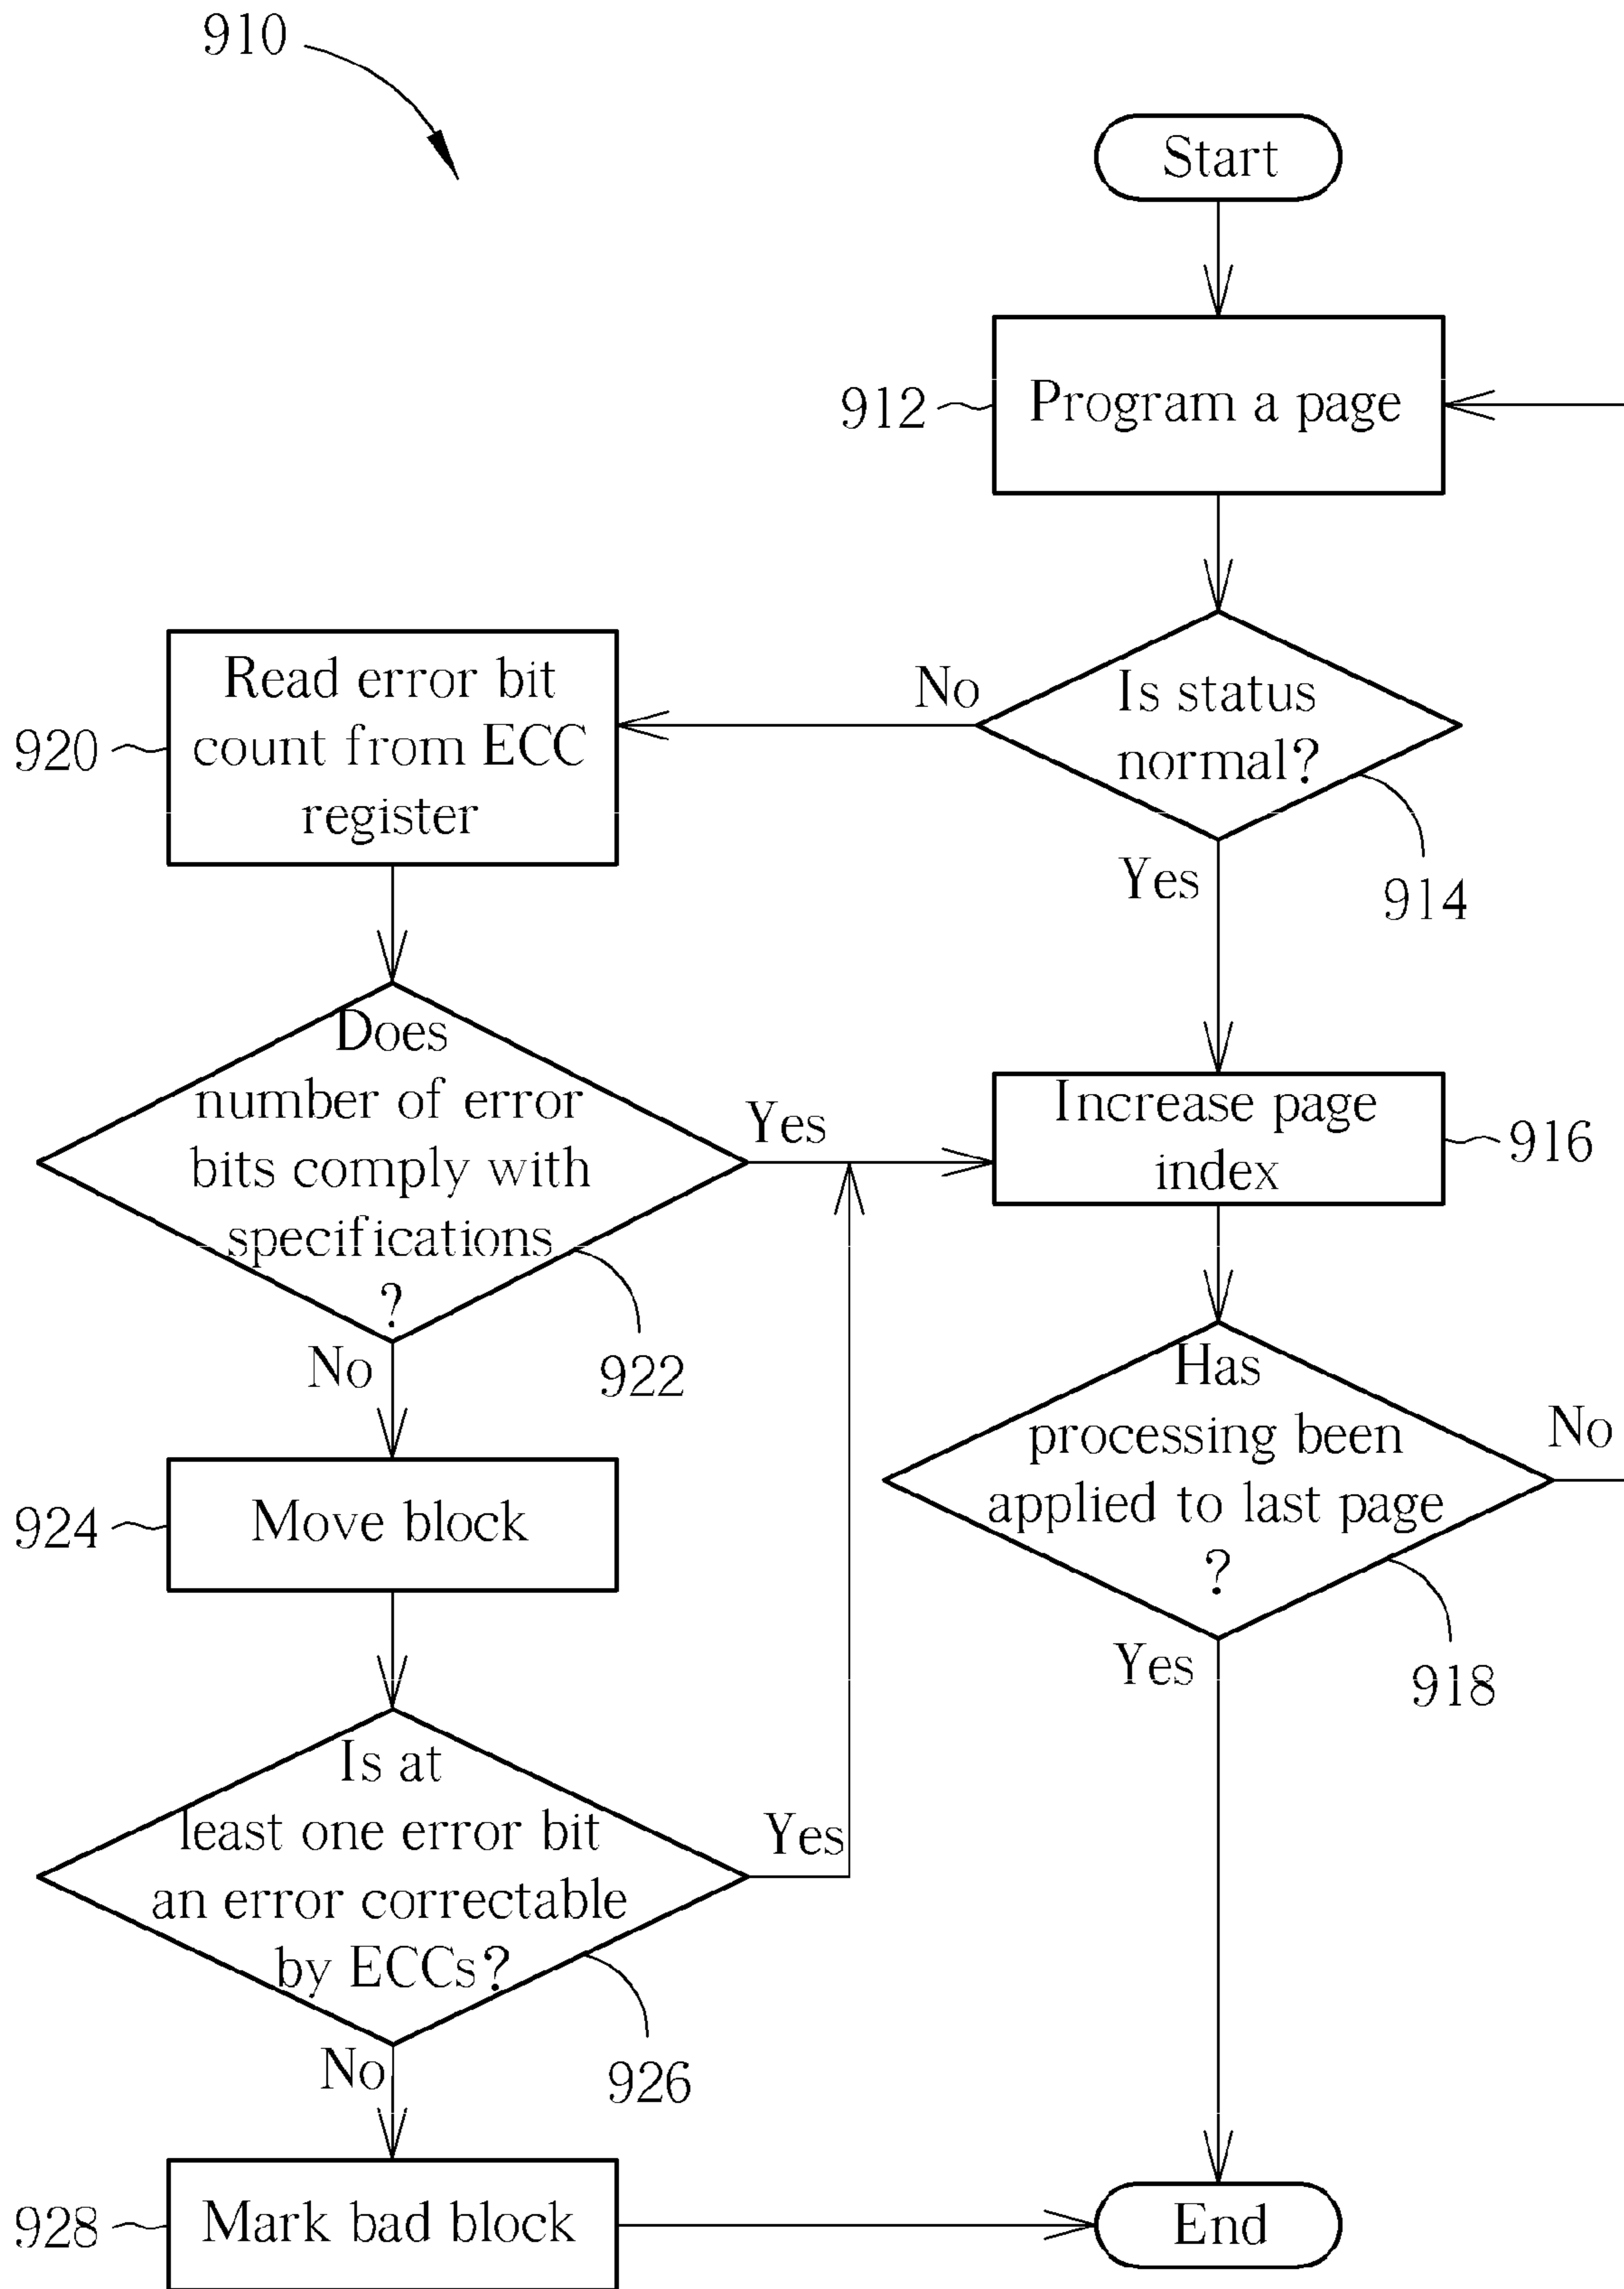 910
Start
912
Program a page
Is status
normal?
No
Yes
914
920
Read error bit
count from ECC
register
Does
number of error
bits comply with
specifications
?
Yes
No
922
Increase page
index
916
Has
processing been
applied to last page
?
No
Yes
918
924
Move block
Is at
least one error bit
an error correctable
by ECCs?
Yes
No
926
928
Mark bad block
End